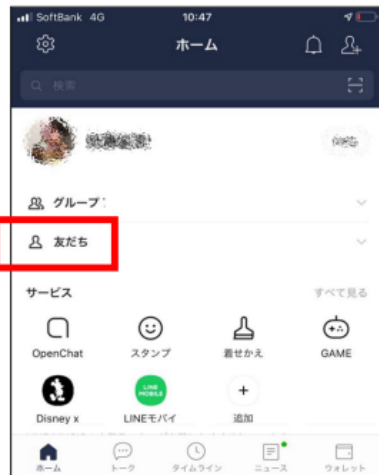 SoftBank 4G 10:47
ホーム
検索
グループ
友だち
サービス すべて見る
OpenChat スタンプ 着せかえ GAME
Disney x LINEモバイ 追加
LINE MOBILE
ホーム トーク タイムライン ニュース ウォレット